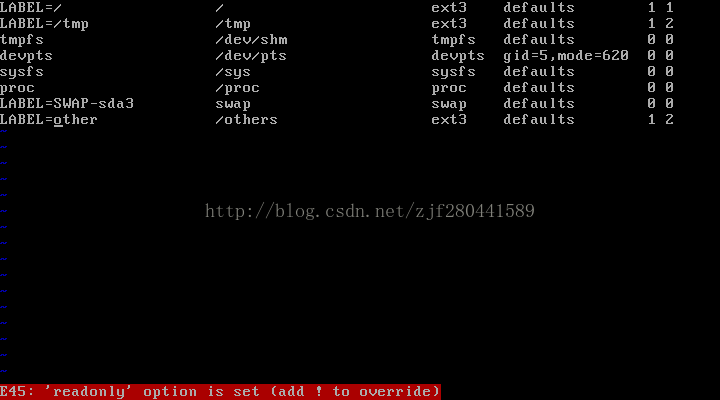 LABEL=/ / ext3 defaults 1 1
LABEL=/tmp /tmp ext3 defaults 1 2
tmpfs /dev/shm tmpfs defaults 0 0
devpts /dev/pts devpts gid=5,mode=620 0 0
sysfs /sys sysfs defaults 0 0
proc /proc proc defaults 0 0
LABEL=SWAP-sda3 swap swap defaults 0 0
LABEL=other /others ext3 defaults 1 2
http://blog.csdn.net/zjf280441589
E45: 'readonly' option is set (add ! to override)